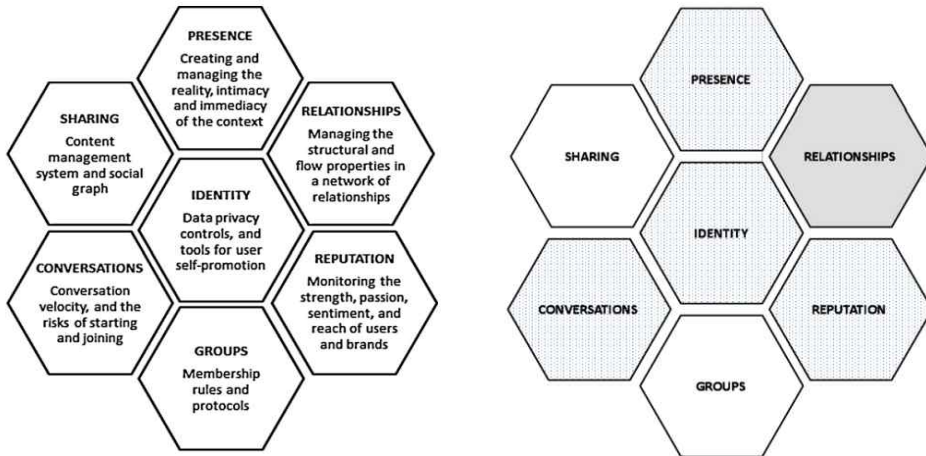 PRESENCE
Creating and
managing the
reality, intimacy
and immediacy
of the context
SHARING
Content
management
system and social
graph
RELATIONSHIPS
Managing the
structural and
flow properties in
a network of
relationships
IDENTITY
Data privacy
controls, and
tools for user
self-promotion
CONVERSATIONS
Conversation
velocity, and the
risks of starting
and joining
REPUTATION
Monitoring the
strength, passion,
sentiment, and
reach of users
and brands
GROUPS
Membership
rules and
protocols
PRESENCE
SHARING
RELATIONSHIPS
IDENTITY
CONVERSATIONS
REPUTATION
GROUPS